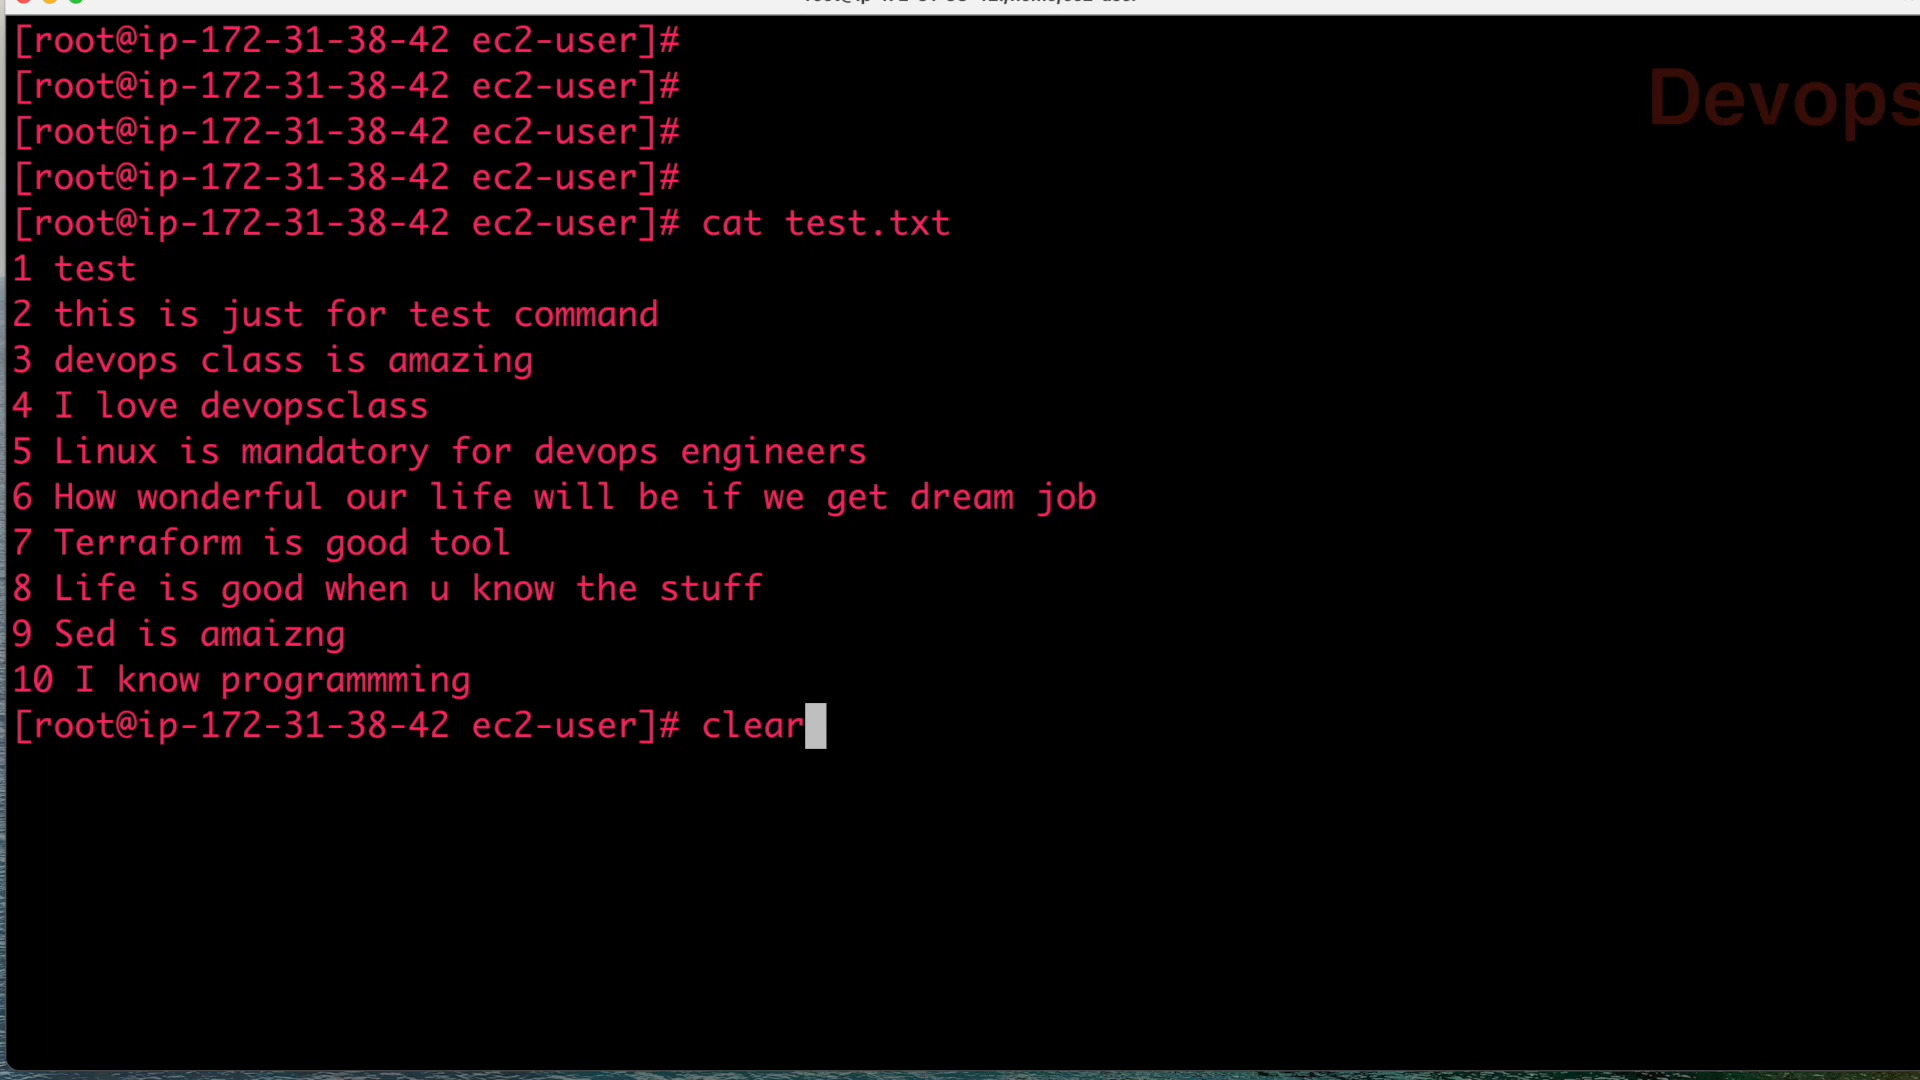 [root@ip-172-31-38-42 ec2-user]#
Devops
[root@ip-172-31-38-42 ec2-user]#
[root@ip-172-31-38-42 ec2-user]#
[root@ip-172-31-38-42 ec2-user]#
[root@ip-172-31-38-42 ec2-user]# cat test.txt
1 test
2 this is just for test command
3 devops class is amazing
4 I love devopsclass
5 Linux is mandatory for devops engineers
6 How wonderful our life will be if we get dream job
7 Terraform is good tool
8 Life is good when u know the stuff
9 Sed is amaizng
10 I know programmming
[root@ip-172-31-38-42 ec2-user]# clear